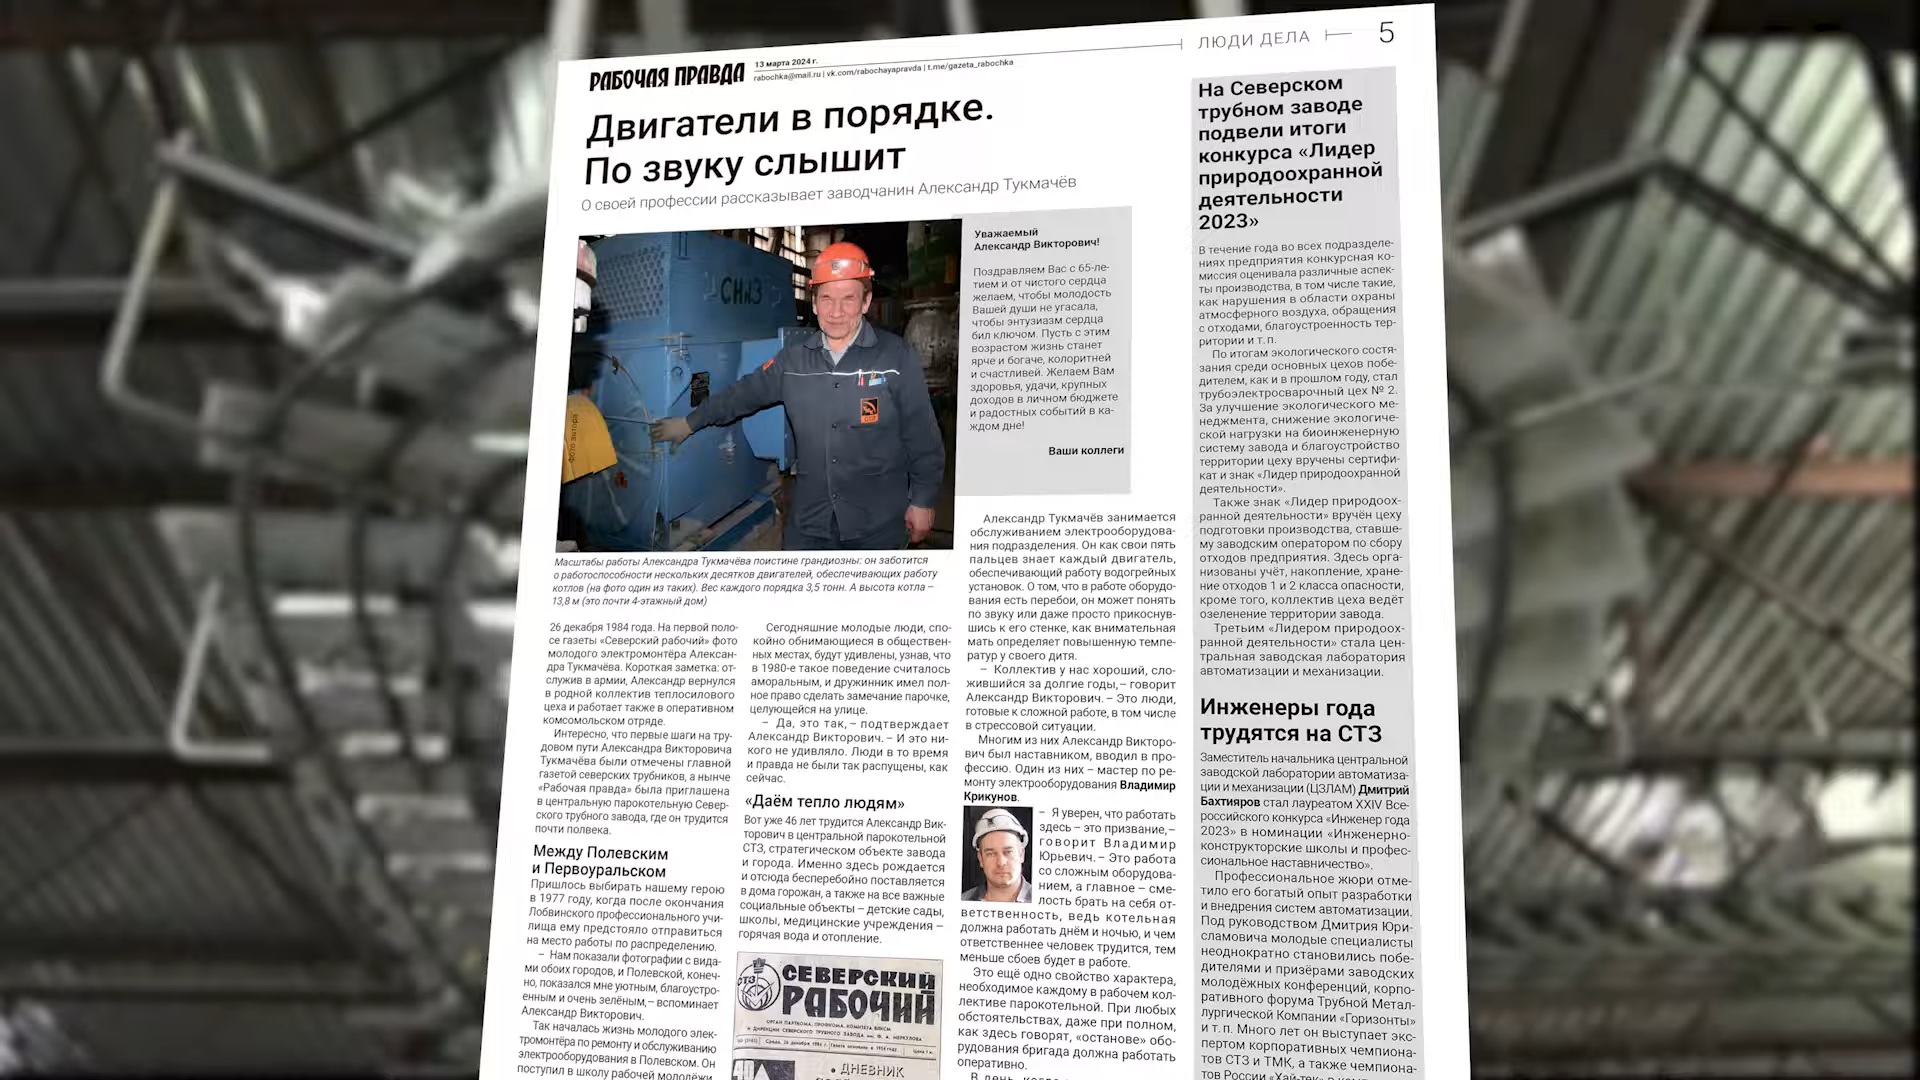 ЛЮДИ ДЕЛА
5
РАБОЧАЯ ПРАВДА
13 марта 2024 г.
rabochka@mail.ru | vk.com/rabochayapravda | t.me/gazeta_rabochka
Двигатели в порядке.
По звуку слышит
О своей профессии рассказывает заводчанин Александр Тукмачёв
СНиЗ
Фото автора
Уважаемый
Александр Викторович!
Поздравляем Вас с 65-ле-
тием и от чистого сердца
желаем, чтобы молодость
Вашей души не угасала,
чтобы энтузиазм сердца
бил ключом. Пусть с этим
возрастом жизнь станет
ярче и богаче, колоритней
и счастливей. Желаем Вам
здоровья, удачи, крупных
доходов в личном бюджете
и радостных событий в ка-
ждом дне!
Ваши коллеги
Масштабы работы Александра Тукмачёва поистине грандиозны: он заботится
о работоспособности нескольких десятков двигателей, обеспечивающих работу
котлов (на фото один из таких). Вес каждого порядка 3,5 тонн. А высота котла –
13,8 м (это почти 4-этажный дом)
26 декабря 1984 года. На первой поло-
се газеты «Северский рабочий» фото
молодого электромонтёра Алексан-
дра Тукмачёва. Короткая заметка: от-
служив в армии, Александр вернулся
в родной коллектив теплосилового
цеха и работает также в оперативном
комсомольском отряде.
Интересно, что первые шаги на тру-
довом пути Александра Викторовича
Тукмачёва были отмечены главной
газетой северских трубников, а нынче
«Рабочая правда» была приглашена
в центральную парокотельную Север-
ского трубного завода, где он трудится
почти полвека.
Между Полевским
и Первоуральском
Пришлось выбирать нашему герою
в 1977 году, когда после окончания
Лобвинского профессионального учи-
лища ему предстояло отправиться
на место работы по распределению.
– Нам показали фотографии с вида-
ми обоих городов, и Полевской, конеч-
но, показался мне уютным, благоустро-
енным и очень зелёным, – вспоминает
Александр Викторович.
Так началась жизнь молодого элек-
тромонтёра по ремонту и обслуживанию
электрооборудования в Полевском. Он
поступил в школу рабочей молодёжи,
Сегодняшние молодые люди, спо-
койно обнимающиеся в обществен-
ных местах, будут удивлены, узнав, что
в 1980-е такое поведение считалось
аморальным, и дружинник имел пол-
ное право сделать замечание парочке,
целующейся на улице.
– Да, это так, – подтверждает
Александр Викторович. – И это ни-
кого не удивляло. Люди в то время
и правда не были так распущены, как
сейчас.
«Даём тепло людям»
Вот уже 46 лет трудится Александр Вик-
торович в центральной парокотельной
СТЗ, стратегическом объекте завода
и города. Именно здесь рождается
и отсюда бесперебойно поставляется
в дома горожан, а также на все важные
социальные объекты – детские сады,
школы, медицинские учреждения –
горячая вода и отопление.
СТЗ
СЕВЕРСКИЙ
РАБОЧИЙ
ОРГАН ПАРТКОМА, ПРОФКОМА, КОМИТЕТА ВЛКСМ
И ДИРЕКЦИИ СЕВЕРСКОГО ТРУБНОГО ЗАВОДА им. Ф. А. МЕРКУЛОВА
Среда, 26 декабря 1984 г.
• ДНЕВНИК
Александр Тукмачёв занимается
обслуживанием электрооборудова-
ния подразделения. Он как свои пять
пальцев знает каждый двигатель,
обеспечивающий работу водогрейных
установок. О том, что в работе оборудо-
вания есть перебои, он может понять
по звуку или даже просто прикоснув-
шись к его стенке, как внимательная
мать определяет повышенную темпе-
ратур у своего дитя.
– Коллектив у нас хороший, сло-
жившийся за долгие годы, – говорит
Александр Викторович. – Это люди,
готовые к сложной работе, в том числе
в стрессовой ситуации.
Многим из них Александр Викторо-
вич был наставником, вводил в про-
фессию. Один из них – мастер по ре-
монту электрооборудования Владимир
Крикунов.
– Я уверен, что работать
здесь – это призвание, –
говорит Владимир
Юрьевич. – Это работа
со сложным оборудова-
нием, а главное – сме-
лость брать на себя от-
ветственность, ведь котельная
должна работать днём и ночью, и чем
ответственнее человек трудится, тем
меньше сбоев будет в работе.
Это ещё одно свойство характера,
необходимое каждому в рабочем кол-
лективе парокотельной. При любых
обстоятельствах, даже при полном,
как здесь говорят, «останове» обо-
рудования бригада должна работать
оперативно.
На Северском
трубном заводе
подвели итоги
конкурса «Лидер
природоохранной
деятельности
2023»
В течение года во всех подразделе-
ниях предприятия конкурсная ко-
миссия оценивала различные аспек-
ты производства, в том числе такие,
как нарушения в области охраны
атмосферного воздуха, обращения
с отходами, благоустроенность тер-
ритории и т. п.
По итогам экологического состя-
зания среди основных цехов побе-
дителем, как и в прошлом году, стал
трубоэлектросварочный цех № 2.
За улучшение экологического ме-
неджмента, снижение экологиче-
ской нагрузки на биоинженерную
систему завода и благоустройство
территории цеху вручены сертифи-
кат и знак «Лидер природоохранной
деятельности».
Также знак «Лидер природоох-
ранной деятельности» вручён цеху
подготовки производства, ставше-
му заводским оператором по сбору
отходов предприятия. Здесь орга-
низованы учёт, накопление, хране-
ние отходов 1 и 2 класса опасности,
кроме того, коллектив цеха ведёт
озеленение территории завода.
Третьим «Лидером природоох-
ранной деятельности» стала цен-
тральная заводская лаборатория
автоматизации и механизации.
Инженеры года
трудятся на СТЗ
Заместитель начальника центральной
заводской лаборатории автоматиза-
ции и механизации (ЦЗЛАМ) Дмитрий
Бахтияров стал лауреатом XXIV Все-
российского конкурса «Инженер года
2023» в номинации «Инженерно-
конструкторские школы и профес-
сиональное наставничество».
Профессиональное жюри отме-
тило его богатый опыт разработки
и внедрения систем автоматизации.
Под руководством Дмитрия Юри-
сламовича молодые специалисты
неоднократно становились побе-
дителями и призёрами заводских
молодёжных конференций, корпо-
ративного форума Трубной Метал-
лургической Компании «Горизонты»
и т. п. Много лет он выступает экс-
пертом корпоративных чемпиона-
тов СТЗ и ТМК, а также чемпиона-